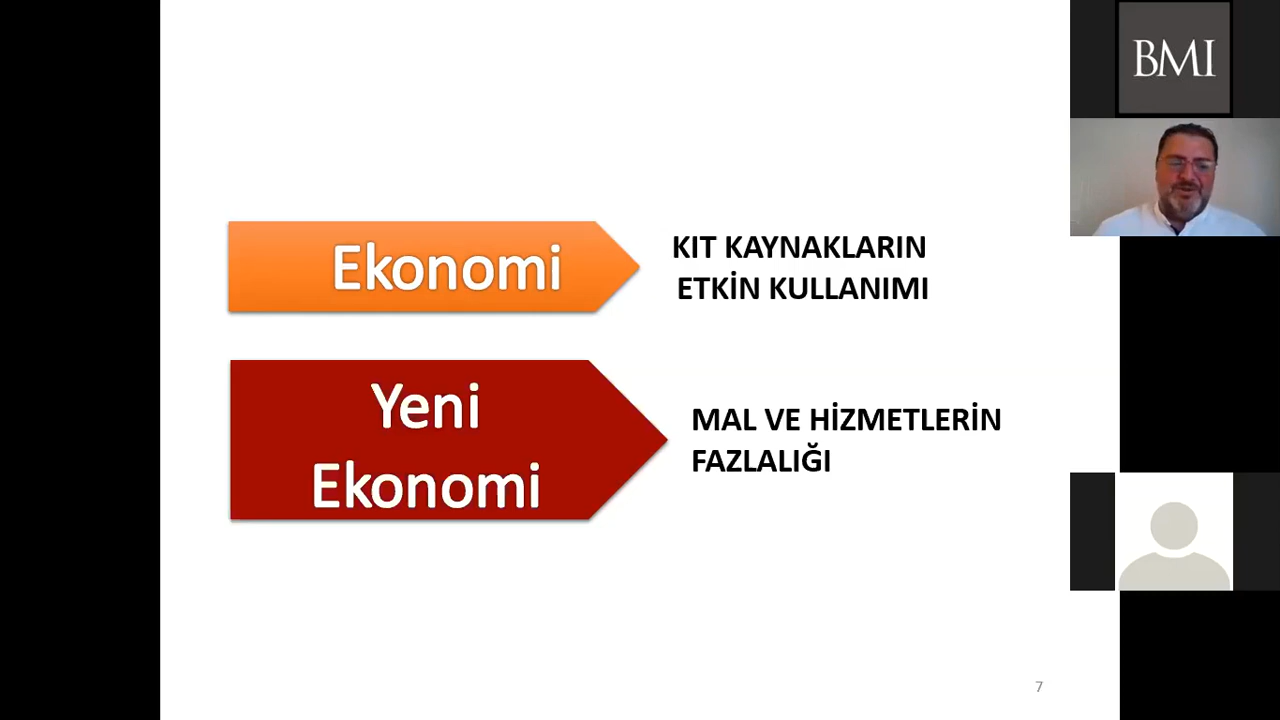 BMI
Ekonomi
KIT KAYNAKLARIN
ETKİN KULLANIMI
Yeni
Ekonomi
MAL VE HİZMETLERİN
FAZLALIĞI
7